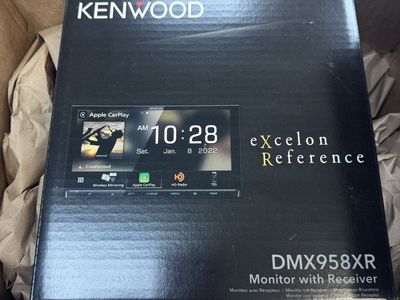 KENWOOD
Apple CarPlay
AM 10:28
Sat. Jan. 8 2022
Connected
Wireless Mirroring
Apple CarPlay
HD Radio
TEL
eXcelon
Reference
DMX958XR
Monitor with Receiver